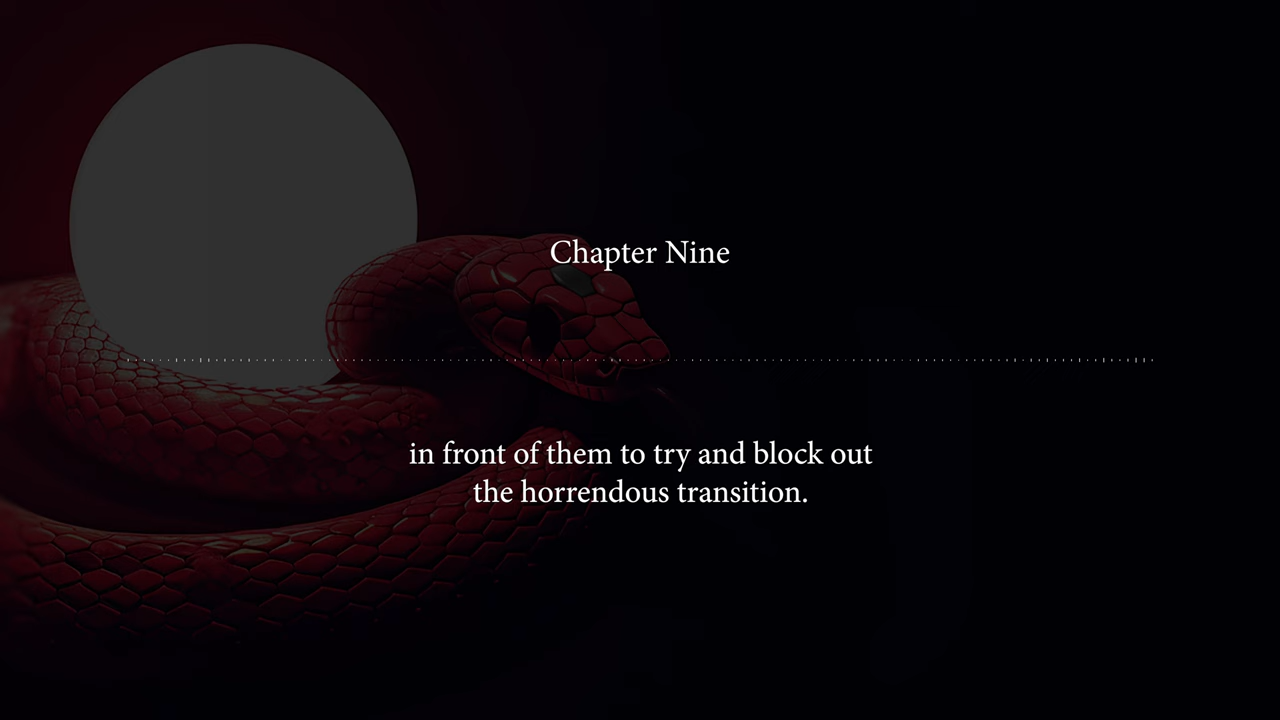 Chapter Nine
in front of them to try and block out
the horrendous transition.